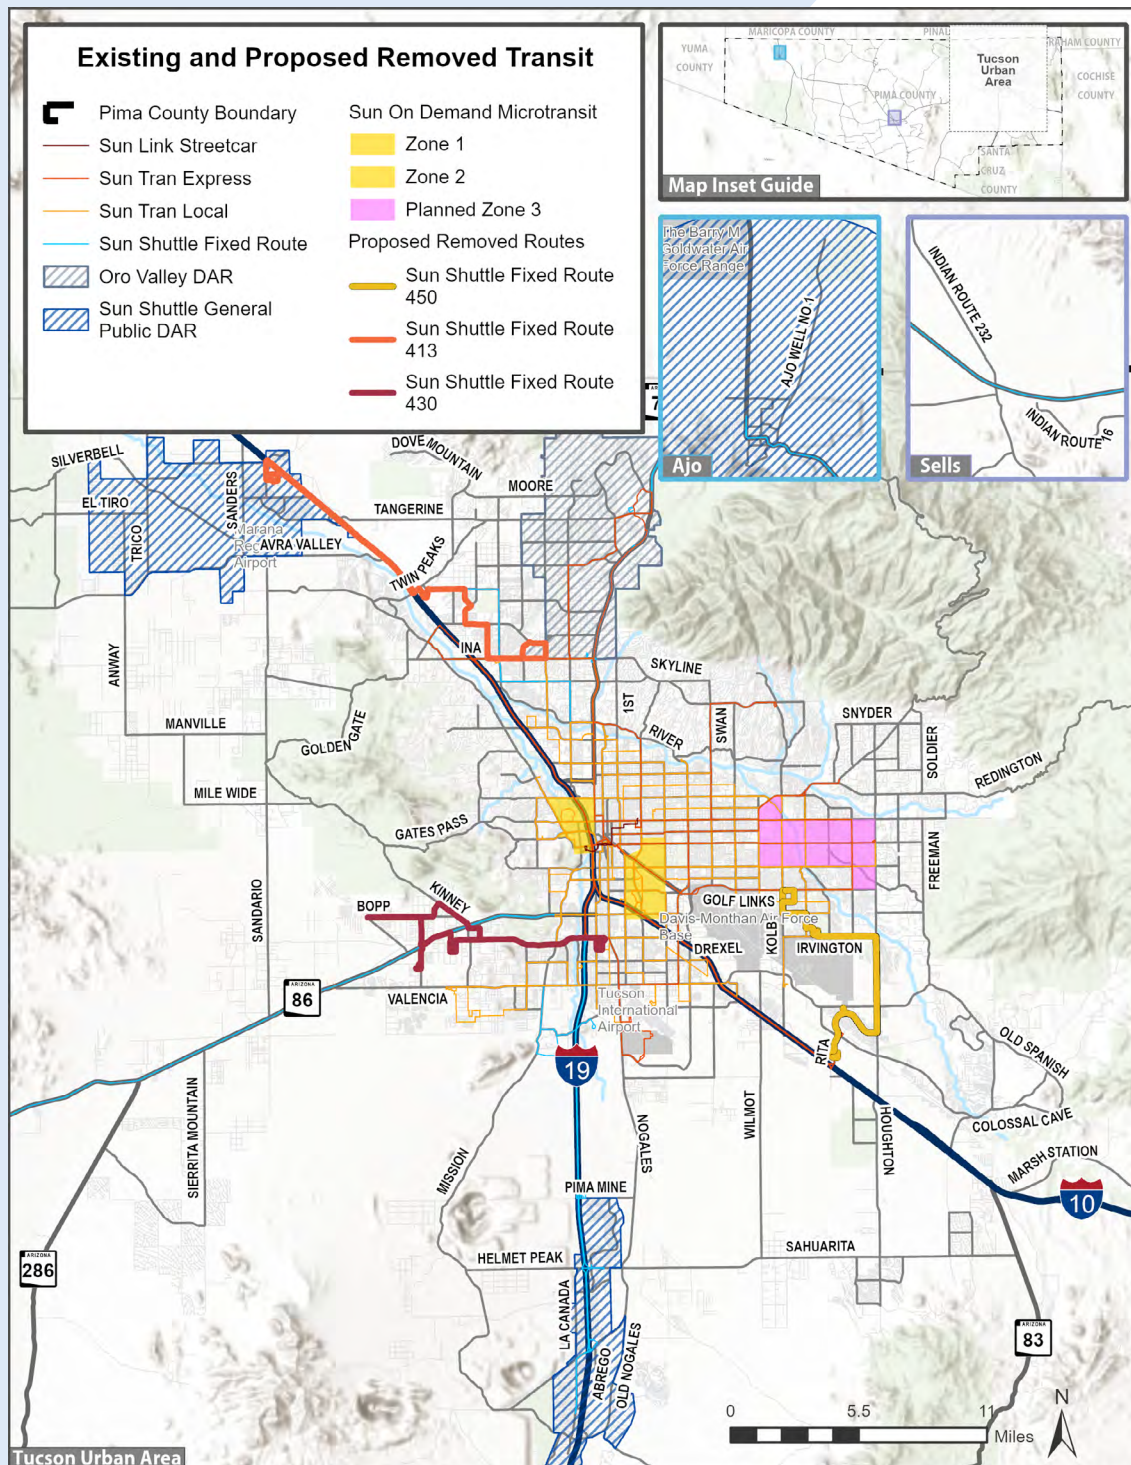 Existing and Proposed Removed Transit
Pima County Boundary
Sun Link Streetcar
Sun Tran Express
Sun Tran Local
Sun Shuttle Fixed Route
Oro Valley DAR
Sun Shuttle General
Public DAR
Sun On Demand Microtransit
Zone 1
Zone 2
Planned Zone 3
Proposed Removed Routes
Sun Shuttle Fixed Route
450
Sun Shuttle Fixed Route
413
Sun Shuttle Fixed Route
430
MARICOPA COUNTY
PINAL
YUMA
COUNTY
RAHAM COUNTY
Tucson
Urban
Area
COCHISE
COUNTY
PIMA COUNTY
SANTA
CRUZ
COUNTY
Map Inset Guide
The Barry M
Goldwater Air
Force Range
AJO WELL NO 1
Ajo
INDIAN ROUTE 232
INDIAN ROUTE 16
Sells
SILVERBELL
DOVE MOUNTAIN
MOORE
EL TIRO
SANDERS
TANGERINE
TRICO
Marana
Airport
AVRA VALLEY
TWIN PEAKS
INA
SKYLINE
ANWAY
1ST
SWAN
SNYDER
MANVILLE
GOLDEN GATE
RIVER
SOLDIER
REDINGTON
MILE WIDE
GATES PASS
FREEMAN
KINNEY
BOPP
SANDARIO
GOLF LINKS
Davis-Monthan Air Force
Base
KOLB
DREXEL
IRVINGTON
ARIZONA
86
VALENCIA
Tucson
International
Airport
RITA
OLD SPANISH
19
SIERRITA MOUNTAIN
NOGALES
WILMOT
HOUGHTON
COLOSSAL CAVE
MISSION
MARSH STATION
PIMA MINE
10
HELMET PEAK
SAHUARITA
ARIZONA
286
LA CANADA
ABREGO
OLD NOGALES
ARIZONA
83
N
0
5.5
11
Miles
Tucson Urban Area